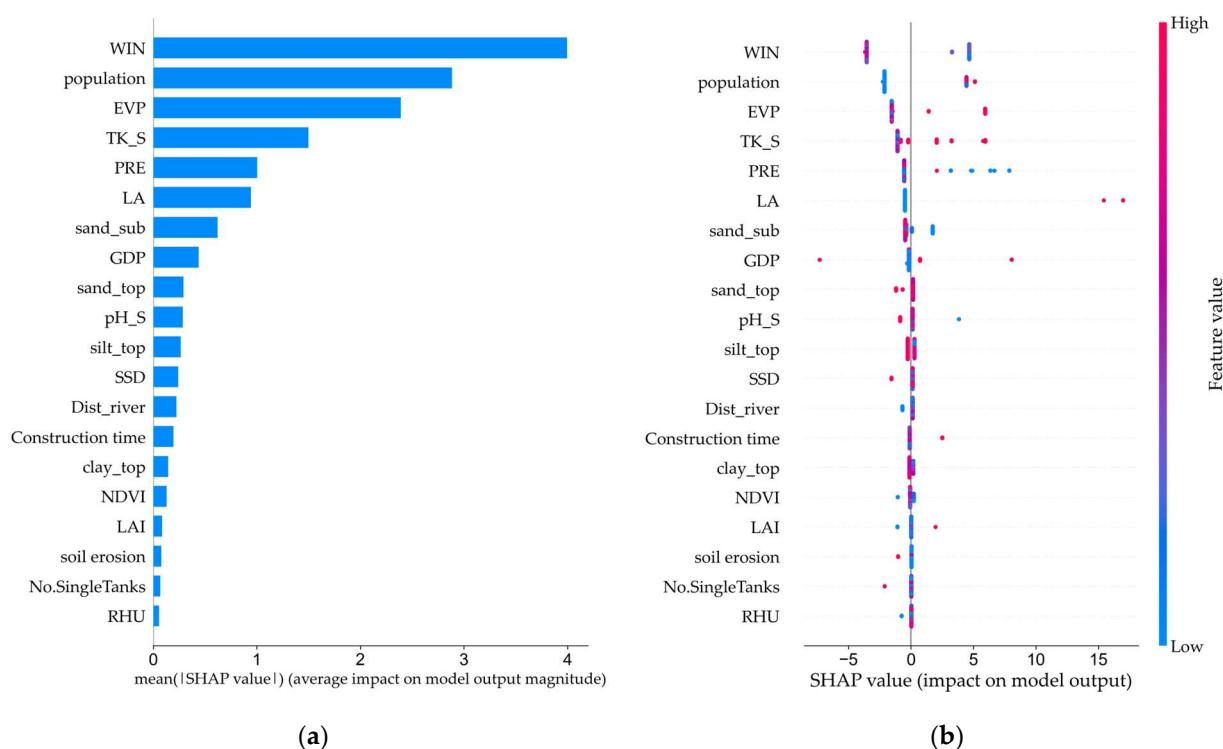 WIN
population
EVP
TK_S
PRE
LA
sand_sub
GDP
sand_top
pH_S
silt_top
SSD
Dist_river
Construction time
clay_top
NDVI
LAI
soil erosion
No.SingleTanks
RHU
0 1 2 3 4
mean(|SHAP value|) (average impact on model output magnitude)
(a)
WIN
population
EVP
TK_S
PRE
LA
sand_sub
GDP
sand_top
pH_S
silt_top
SSD
Dist_river
Construction time
clay_top
NDVI
LAI
soil erosion
No.SingleTanks
RHU
−5 0 5 10 15
SHAP value (impact on model output)
High
Feature value
Low
(b)